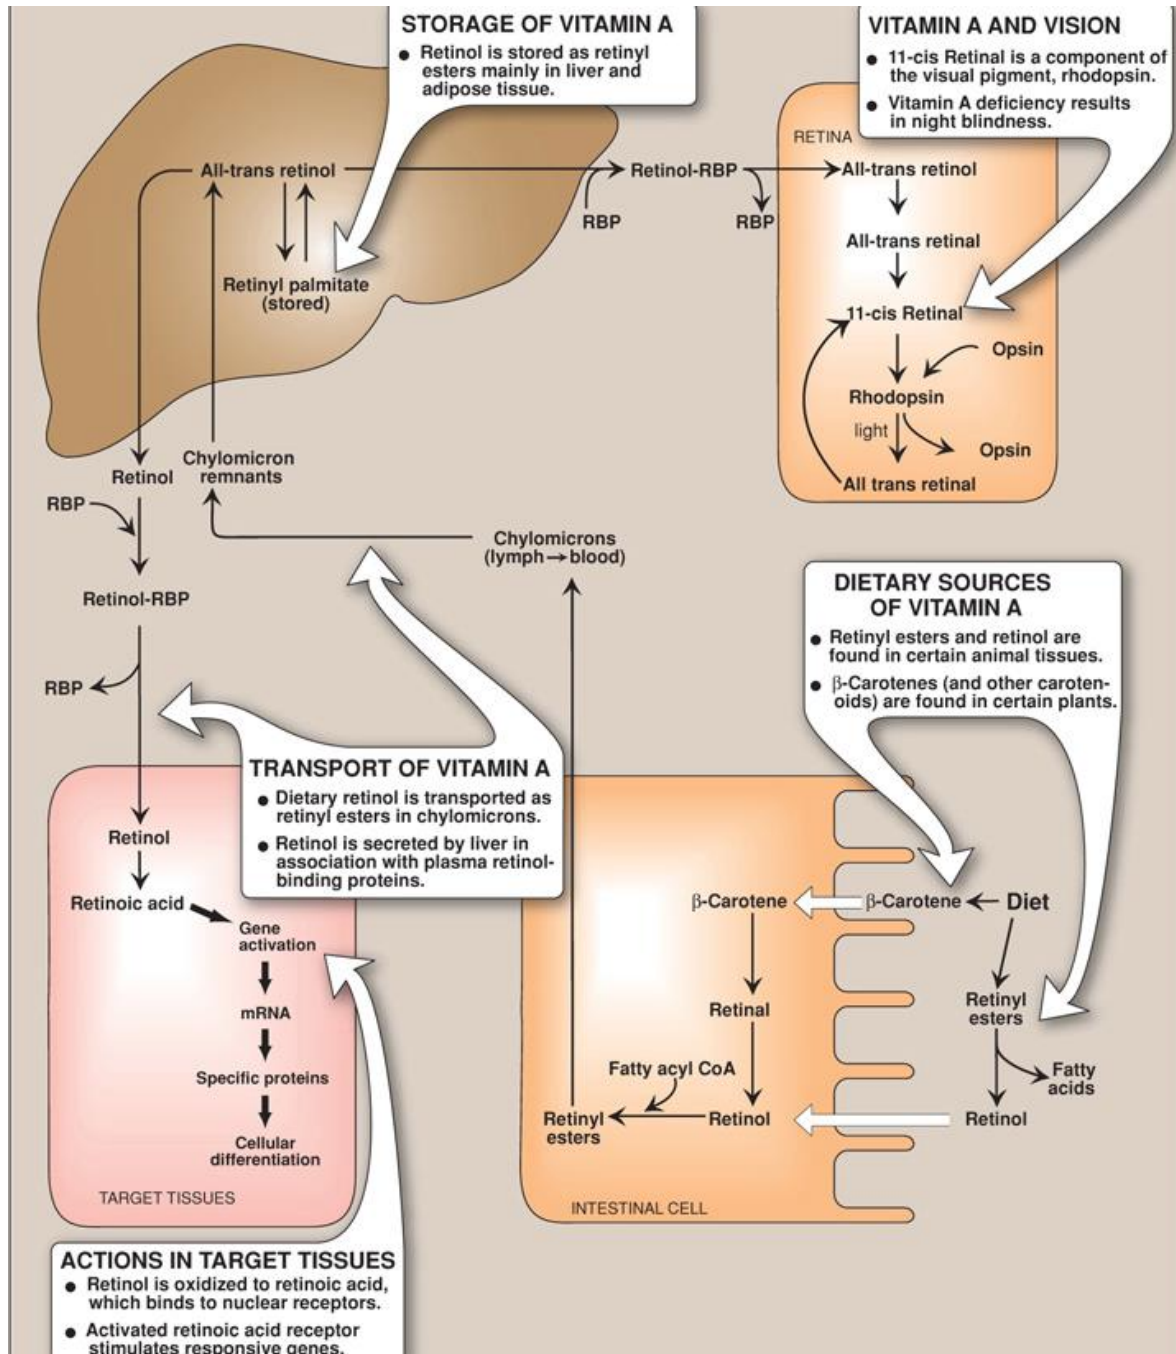 STORAGE OF VITAMIN A
● Retinol is stored as retinyl
esters mainly in liver and
adipose tissue.
VITAMIN A AND VISION
● 11-cis Retinal is a component of
the visual pigment, rhodopsin.
● Vitamin A deficiency results
in night blindness.
RETINA
All-trans retinol
Retinol-RBP
All-trans retinol
RBP
RBP
All-trans retinal
Retinyl palmitate
(stored)
11-cis Retinal
Opsin
Rhodopsin
light
Opsin
All trans retinal
Chylomicron
remnants
Retinol
RBP
Chylomicrons
(lymph→blood)
Retinol-RBP
RBP
DIETARY SOURCES
OF VITAMIN A
● Retinyl esters and retinol are
found in certain animal tissues.
● β-Carotenes (and other caroten-
oids) are found in certain plants.
TRANSPORT OF VITAMIN A
● Dietary retinol is transported as
retinyl esters in chylomicrons.
● Retinol is secreted by liver in
association with plasma retinol-
binding proteins.
Retinol
Retinoic acid
Gene
activation
mRNA
Specific proteins
Cellular
differentiation
TARGET TISSUES
β-Carotene
β-Carotene
Diet
Retinal
Retinyl
esters
Fatty acyl CoA
Fatty
acids
Retinyl
esters
Retinol
Retinol
INTESTINAL CELL
ACTIONS IN TARGET TISSUES
● Retinol is oxidized to retinoic acid,
which binds to nuclear receptors.
● Activated retinoic acid receptor
stimulates responsive genes.